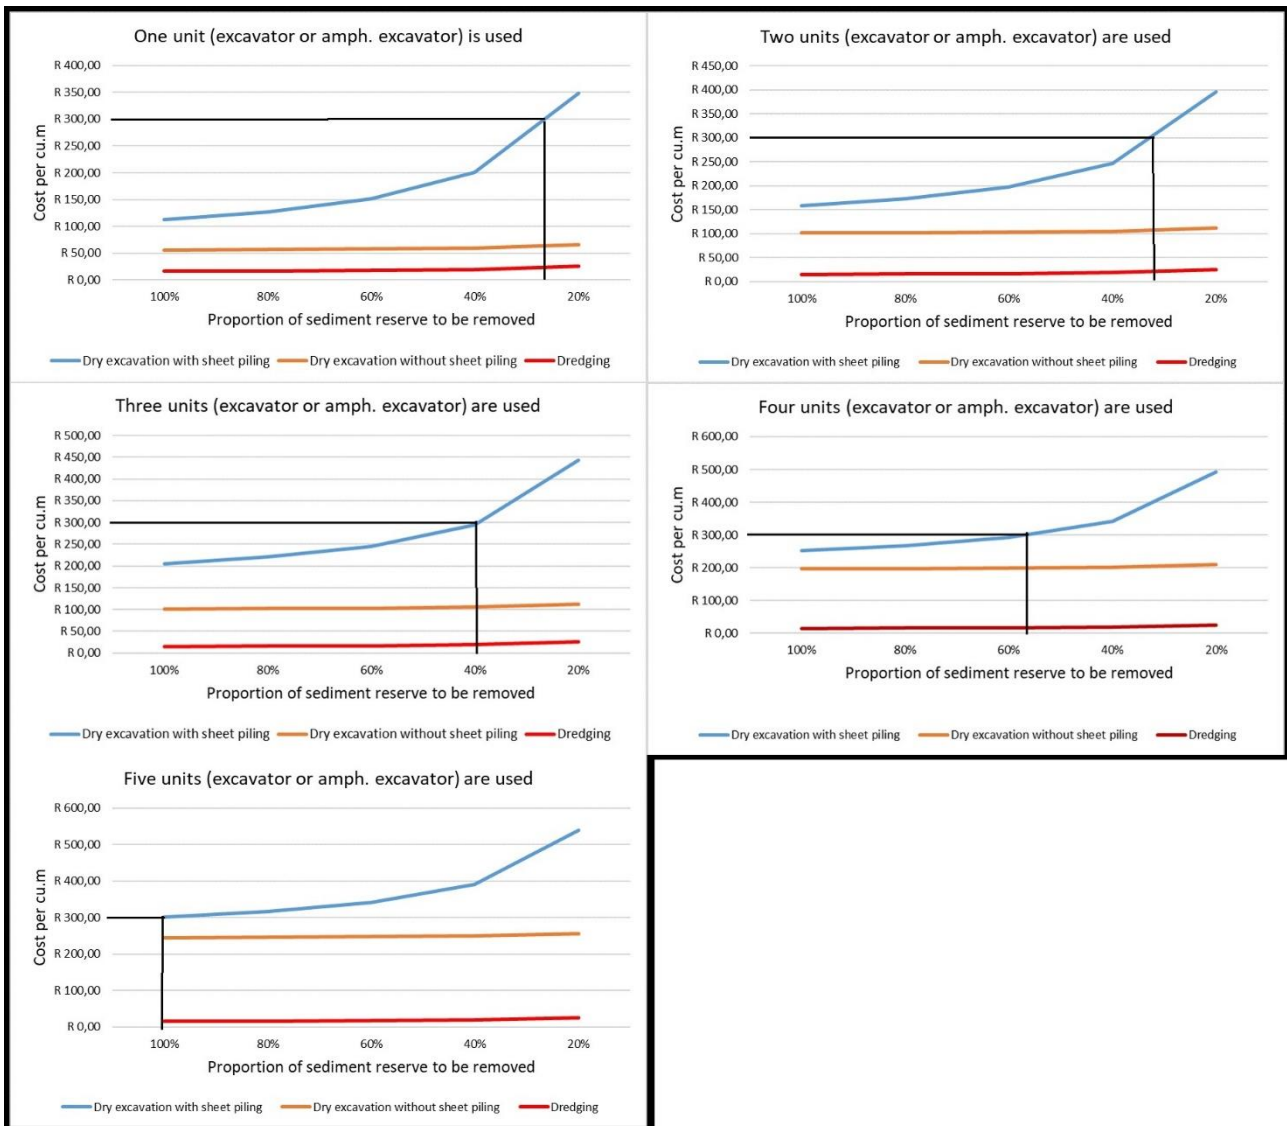 One unit (excavator or amph. excavator) is used
R 400,00
R 350,00
R 300,00
R 250,00
R 200,00
R 150,00
R 100,00
R 50,00
R 0,00
Cost per cu.m
100% 80% 60% 40% 20%
Proportion of sediment reserve to be removed
Dry excavation with sheet piling Dry excavation without sheet piling Dredging
Two units (excavator or amph. excavator) are used
R 450,00
R 400,00
R 350,00
R 300,00
R 250,00
R 200,00
R 150,00
R 100,00
R 50,00
R 0,00
Cost per cu.m
100% 80% 60% 40% 20%
Proportion of sediment reserve to be removed
Dry excavation with sheet piling Dry excavation without sheet piling Dredging
Three units (excavator or amph. excavator) are used
R 500,00
R 450,00
R 400,00
R 350,00
R 300,00
R 250,00
R 200,00
R 150,00
R 100,00
R 50,00
R 0,00
Cost per cu.m
100% 80% 60% 40% 20%
Proportion of sediment reserve to be removed
Dry excavation with sheet piling Dry excavation without sheet piling Dredging
Four units (excavator or amph. excavator) are used
R 600,00
R 500,00
R 400,00
R 300,00
R 200,00
R 100,00
R 0,00
Cost per cu.m
100% 80% 60% 40% 20%
Proportion of sediment reserve to be removed
Dry excavation with sheet piling Dry excavation without sheet piling Dredging
Five units (excavator or amph. excavator) are used
R 600,00
R 500,00
R 400,00
R 300,00
R 200,00
R 100,00
R 0,00
Cost per cu.m
100% 80% 60% 40% 20%
Proportion of sediment reserve to be removed
Dry excavation with sheet piling Dry excavation without sheet piling Dredging